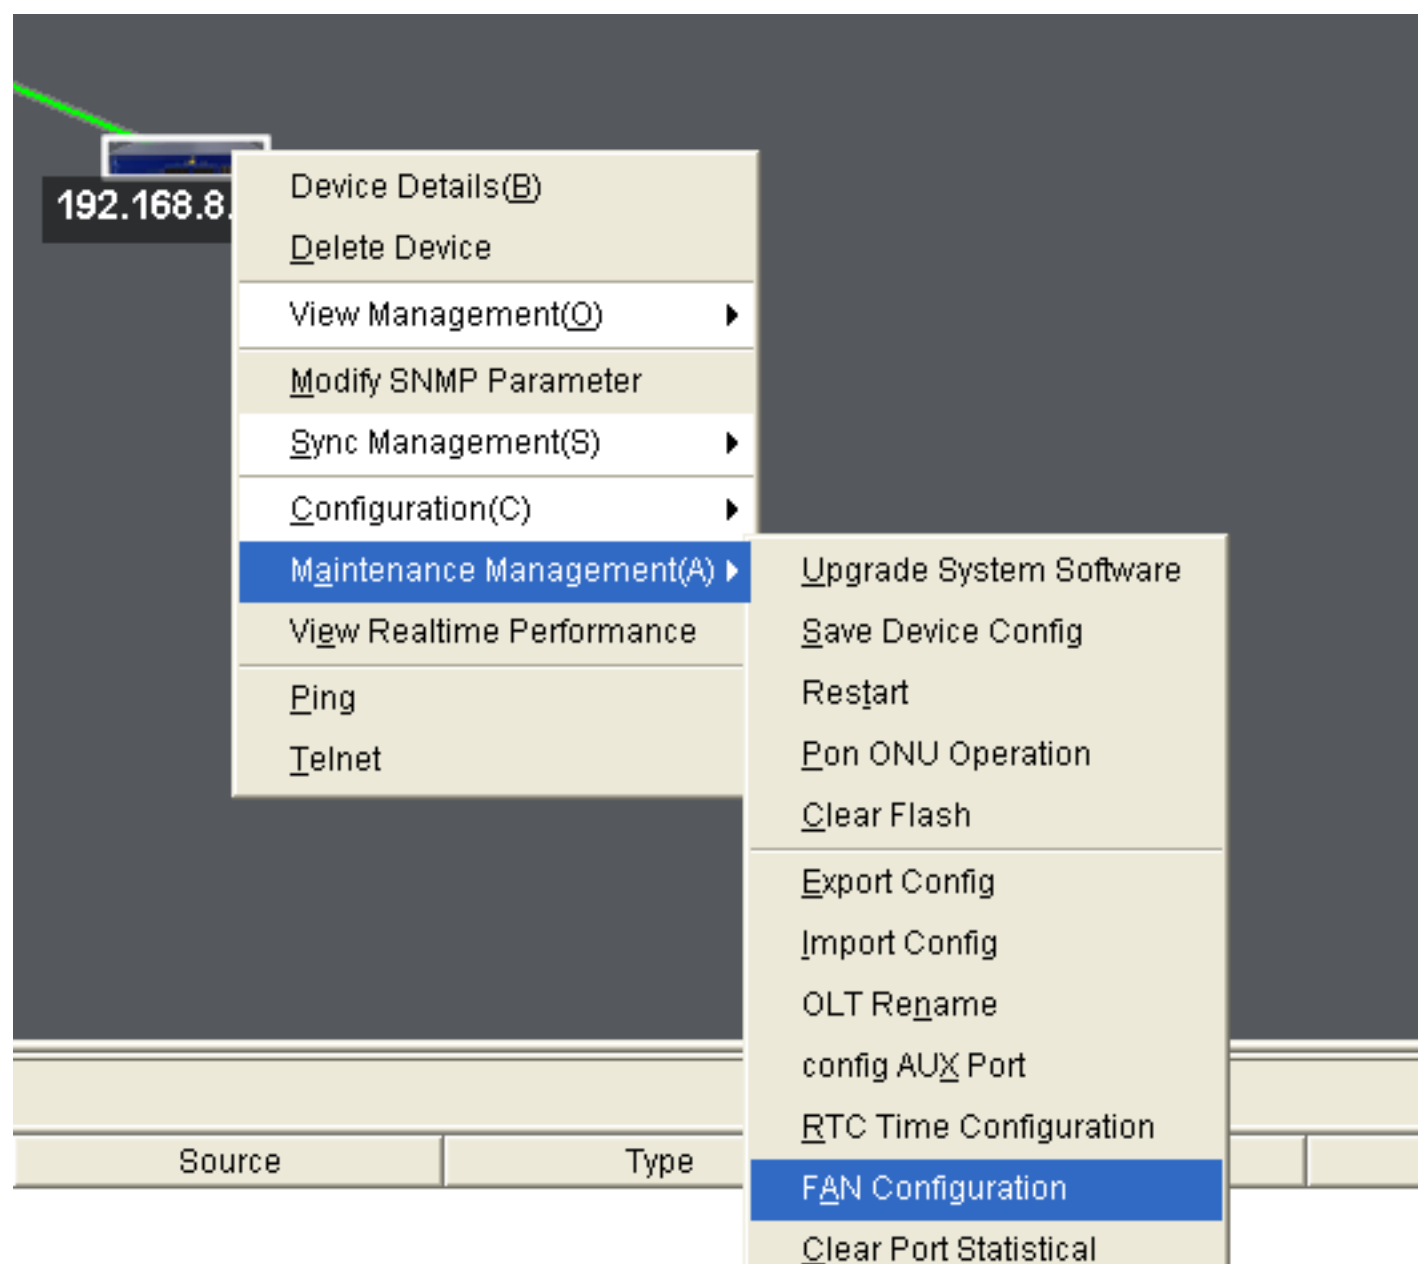 192.168.8.
Device Details(B)
Delete Device
View Management(O)
Modify SNMP Parameter
Sync Management(S)
Configuration(C)
Maintenance Management(A)
View Realtime Performance
Ping
Telnet
Upgrade System Software
Save Device Config
Restart
Pon ONU Operation
Clear Flash
Export Config
Import Config
OLT Rename
config AUX Port
RTC Time Configuration
FAN Configuration
Clear Port Statistical
Source
Type